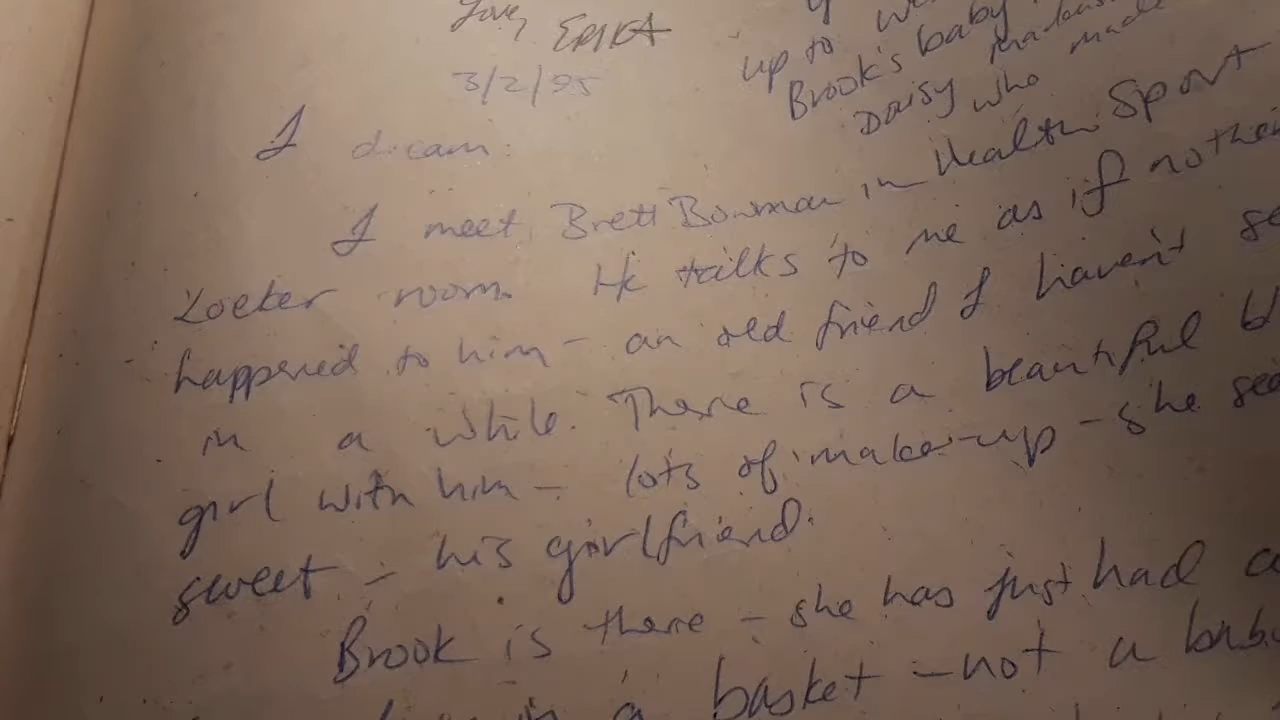 Love,
ERIKA
3/2/95
up to
Brook's baby
Daisy who made
I dream:
I meet Brett Bowman in Health Sport
Locker room. He talks to me as if
happened to him – an old friend I haven't
in a while. There is a beautiful
girl with him – lots of make-up – she
sweet – his girlfriend.
Brook is there – she has just had a
in a basket – not a